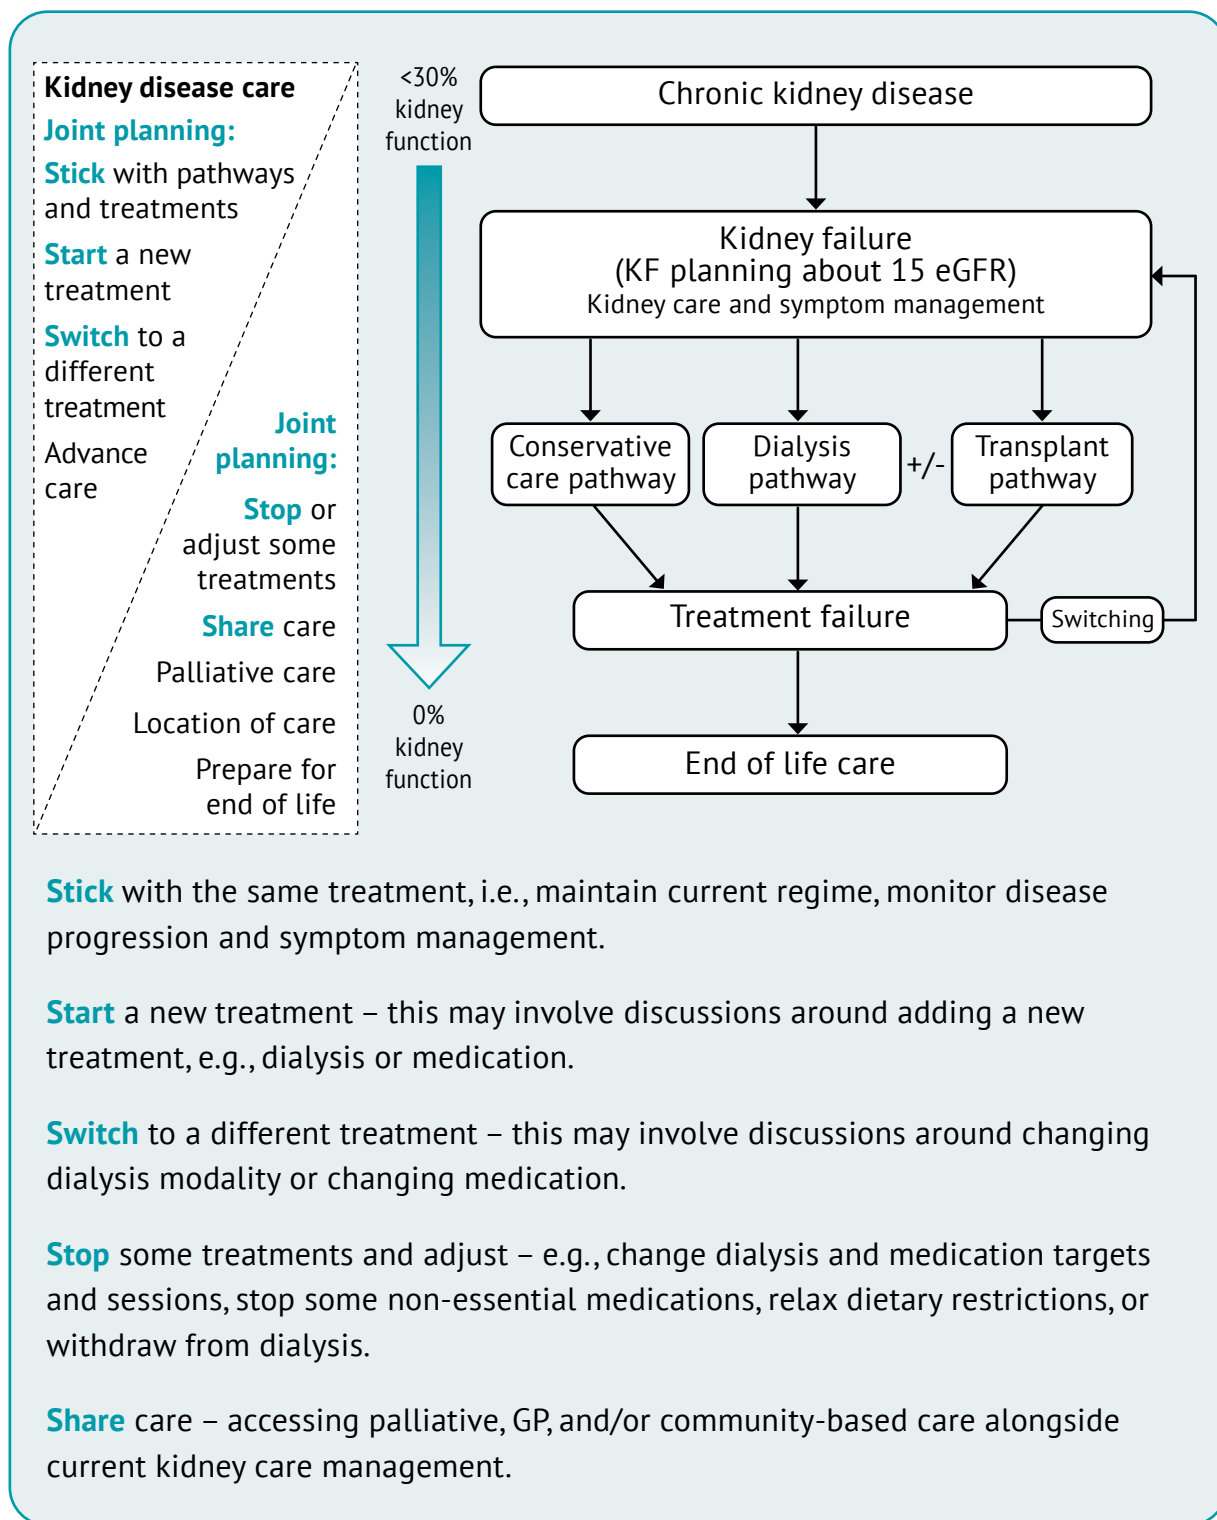 Kidney disease care
Joint planning:
Stick with pathways
and treatments
Start a new
treatment
Switch to a
different
treatment
Advance
care
Joint
planning:
Stop or
adjust some
treatments
Share care
Palliative care
Location of care
Prepare for
end of life
<30%
kidney
function
0%
kidney
function
Chronic kidney disease
Kidney failure
(KF planning about 15 eGFR)
Kidney care and symptom management
Conservative
care pathway
Dialysis
pathway
+/-
Transplant
pathway
Treatment failure
Switching
End of life care
Stick with the same treatment, i.e., maintain current regime, monitor disease
progression and symptom management.
Start a new treatment – this may involve discussions around adding a new
treatment, e.g., dialysis or medication.
Switch to a different treatment – this may involve discussions around changing
dialysis modality or changing medication.
Stop some treatments and adjust – e.g., change dialysis and medication targets
and sessions, stop some non-essential medications, relax dietary restrictions, or
withdraw from dialysis.
Share care – accessing palliative, GP, and/or community-based care alongside
current kidney care management.